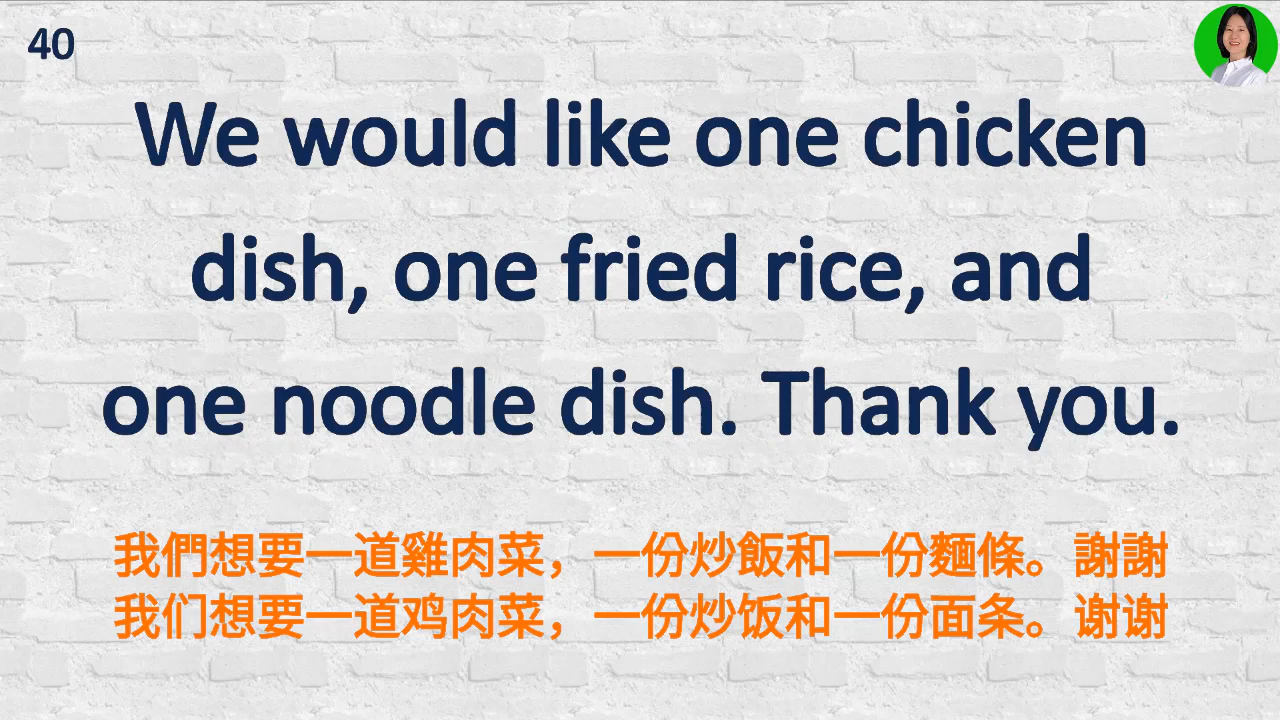 40
We would like one chicken
dish, one fried rice, and
one noodle dish. Thank you.
我們想要一道雞肉菜，一份炒飯和一份麵條。謝謝
我们想要一道鸡肉菜，一份炒饭和一份面条。谢谢